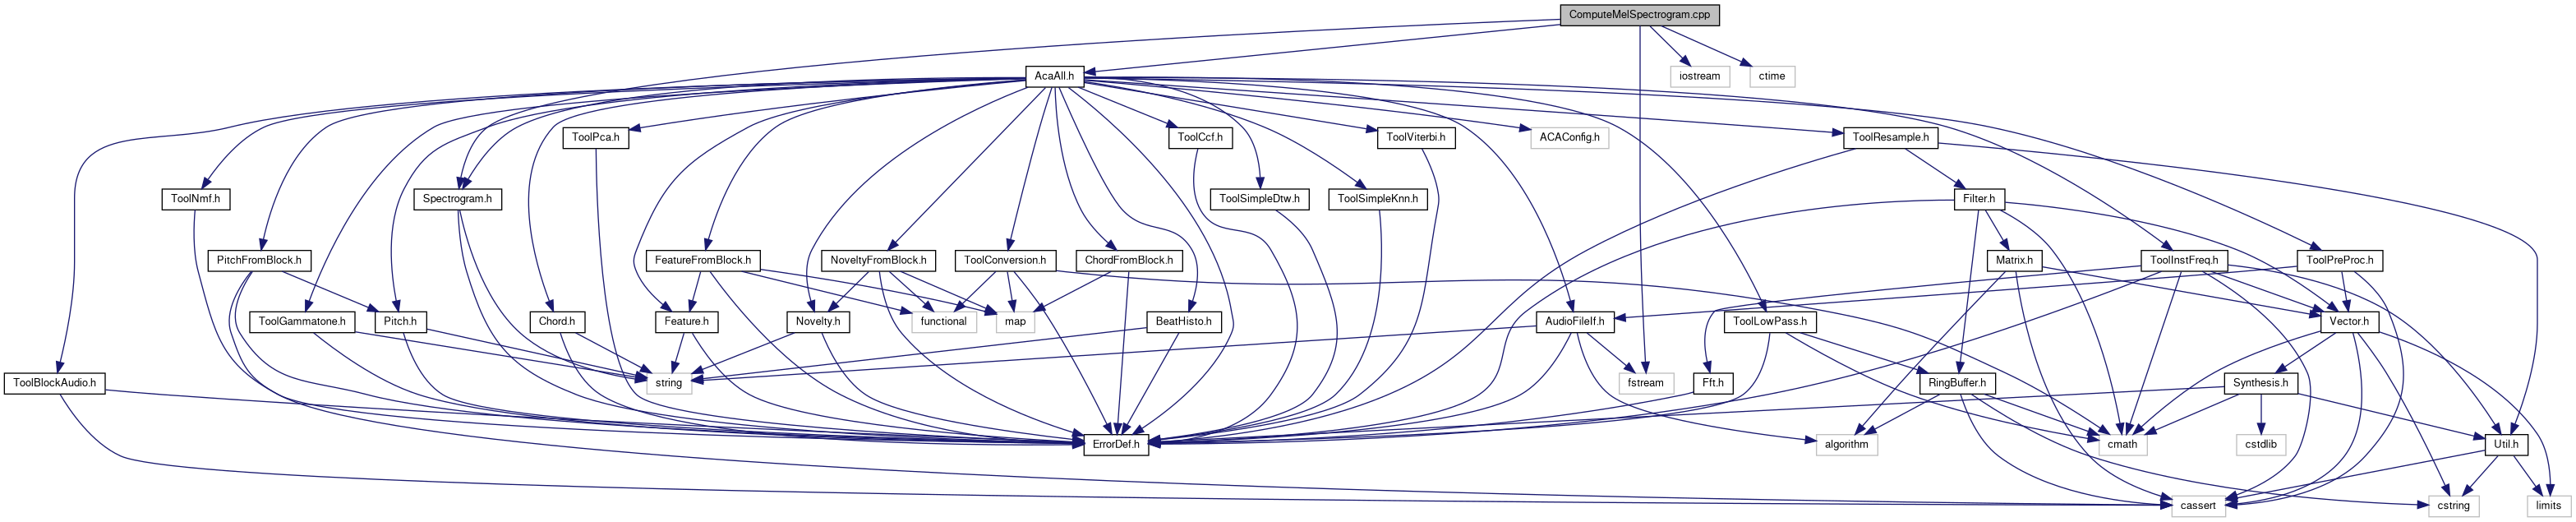 ComputeMelSpectrogram.cpp
AcaAll.h
iostream
ctime
ToolPca.h
ToolCcf.h
ToolViterbi.h
ACAConfig.h
ToolResample.h
ToolNmf.h
Spectrogram.h
ToolSimpleDtw.h
ToolSimpleKnn.h
Filter.h
PitchFromBlock.h
FeatureFromBlock.h
NoveltyFromBlock.h
ToolConversion.h
ChordFromBlock.h
Matrix.h
ToolInstFreq.h
ToolPreProc.h
ToolGammatone.h
Pitch.h
Chord.h
Feature.h
Novelty.h
functional
map
BeatHisto.h
AudioFileIf.h
ToolLowPass.h
Vector.h
ToolBlockAudio.h
string
fstream
Fft.h
RingBuffer.h
Synthesis.h
ErrorDef.h
algorithm
cmath
cstdlib
Util.h
cassert
cstring
limits